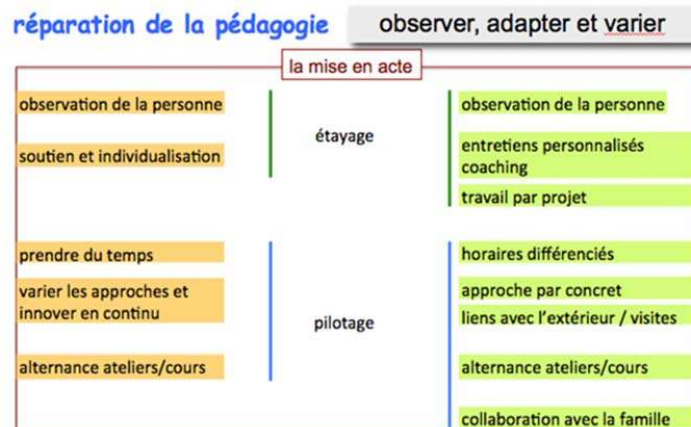 réparation de la pédagogie
observer, adapter et varier
la mise en acte
observation de la personne
soutien et individualisation
étayage
observation de la personne
entretiens personnalisés
coaching
travail par projet
prendre du temps
varier les approches et
innover en continu
alternance ateliers/cours
pilotage
horaires différenciés
approche par concret
liens avec l'extérieur / visites
alternance ateliers/cours
collaboration avec la famille